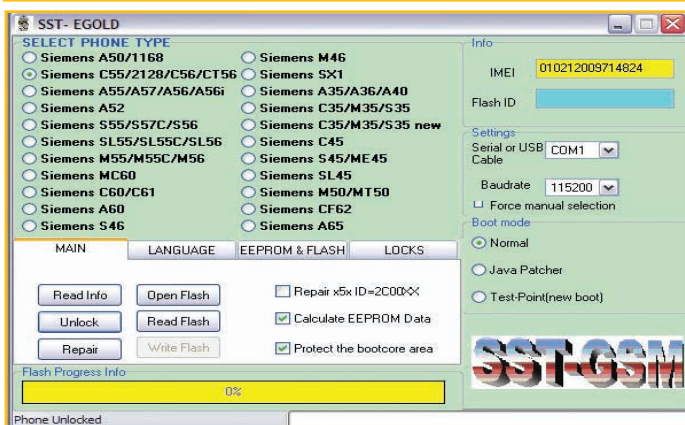 SST- EGOLD
SELECT PHONE TYPE
Siemens A50/1168
Siemens C55/2128/C56/CT56
Siemens A55/A57/A56/A56i
Siemens A52
Siemens S55/S57C/S56
Siemens SL55/SL55C/SL56
Siemens M55/M55C/M56
Siemens MC60
Siemens C60/C61
Siemens A60
Siemens S46
Siemens M46
Siemens SX1
Siemens A35/A36/A40
Siemens C35/M35/S35
Siemens C35/M35/S35 new
Siemens C45
Siemens S45/ME45
Siemens SL45
Siemens M50/MT50
Siemens CF62
Siemens A65
Info
IMEI 010212009714824
Flash ID
Settings
Serial or USB Cable COM1
Baudrate 115200
Force manual selection
Boot mode
Normal
Java Patcher
Test-Point(new boot)
MAIN LANGUAGE EEPROM & FLASH LOCKS
Read Info Open Flash Repair x5x ID=2C00XX
Unlock Read Flash Calculate EEPROM Data
Repair Write Flash Protect the bootcore area
SST-GSM
Flash Progress Info
0%
Phone Unlocked